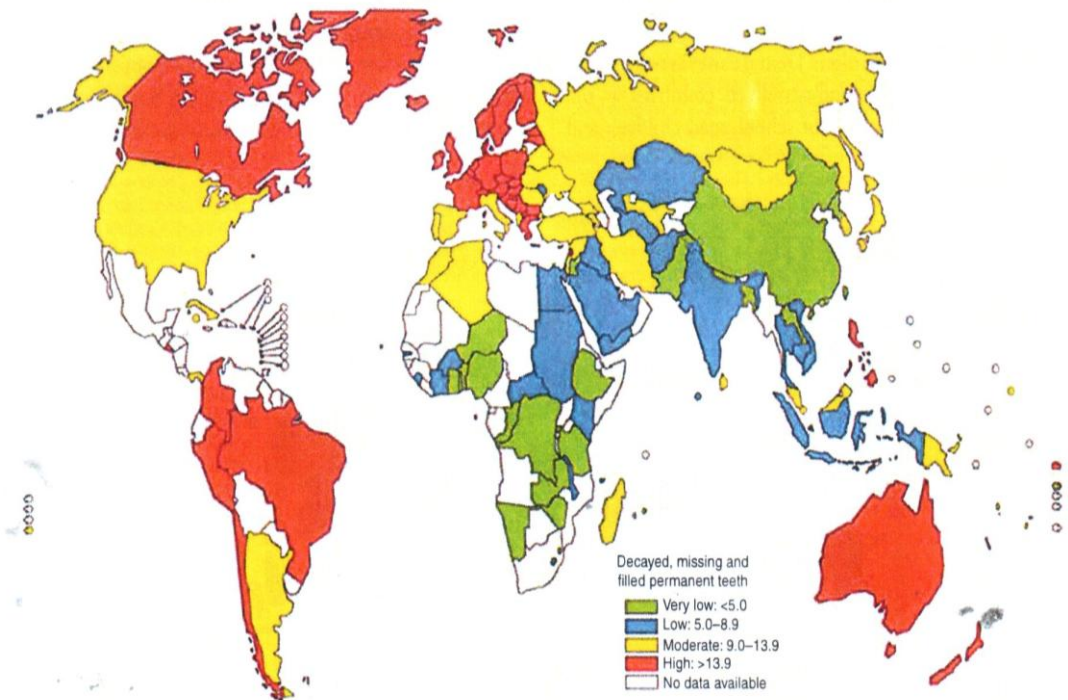 Decayed, missing and
filled permanent teeth
Very low: <5.0
Low: 5.0–8.9
Moderate: 9.0–13.9
High: >13.9
No data available